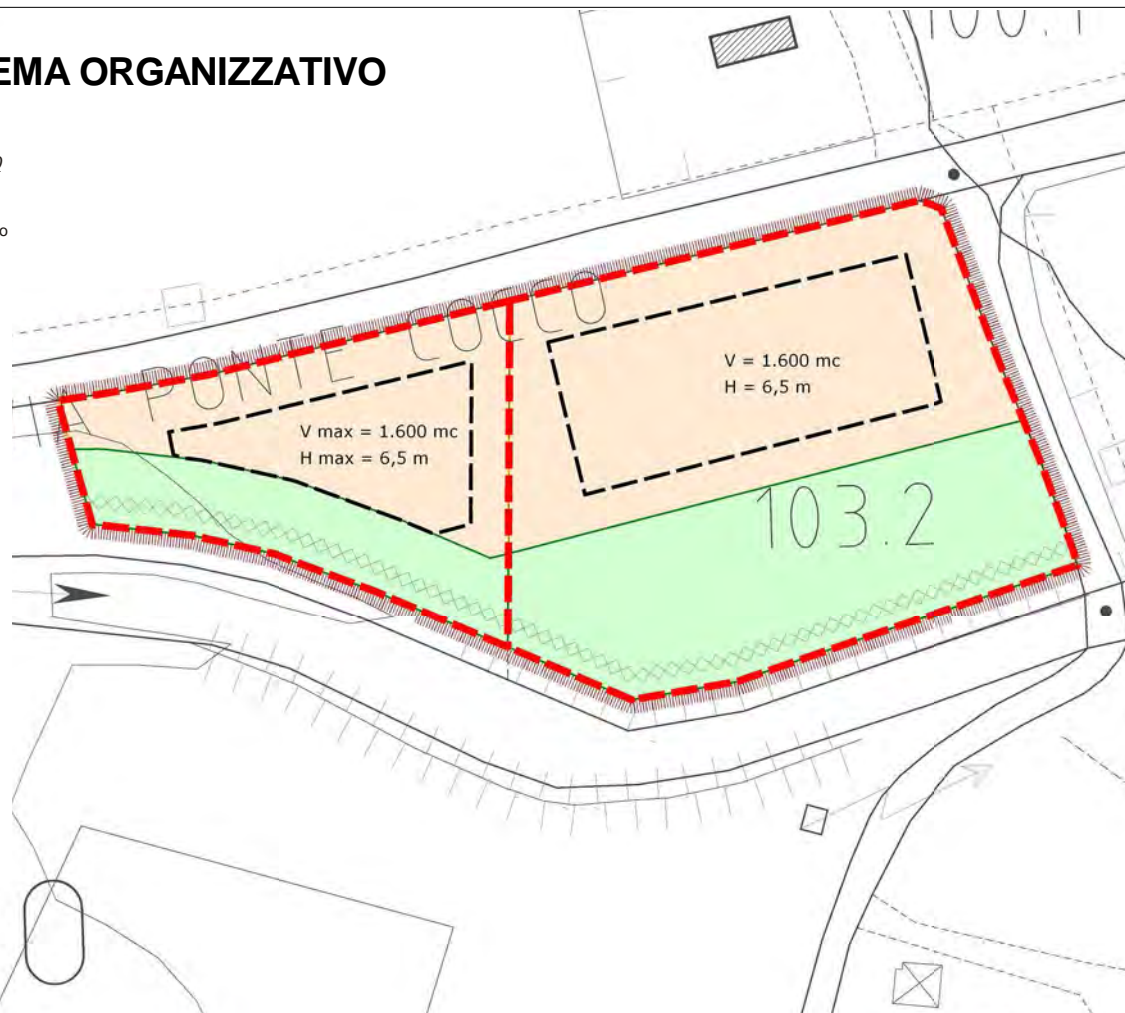 EMA ORGANIZZATIVO
o
PONTE COCCO
V = 1.600 mc
H = 6,5 m
V max = 1.600 mc
H max = 6,5 m
103.2